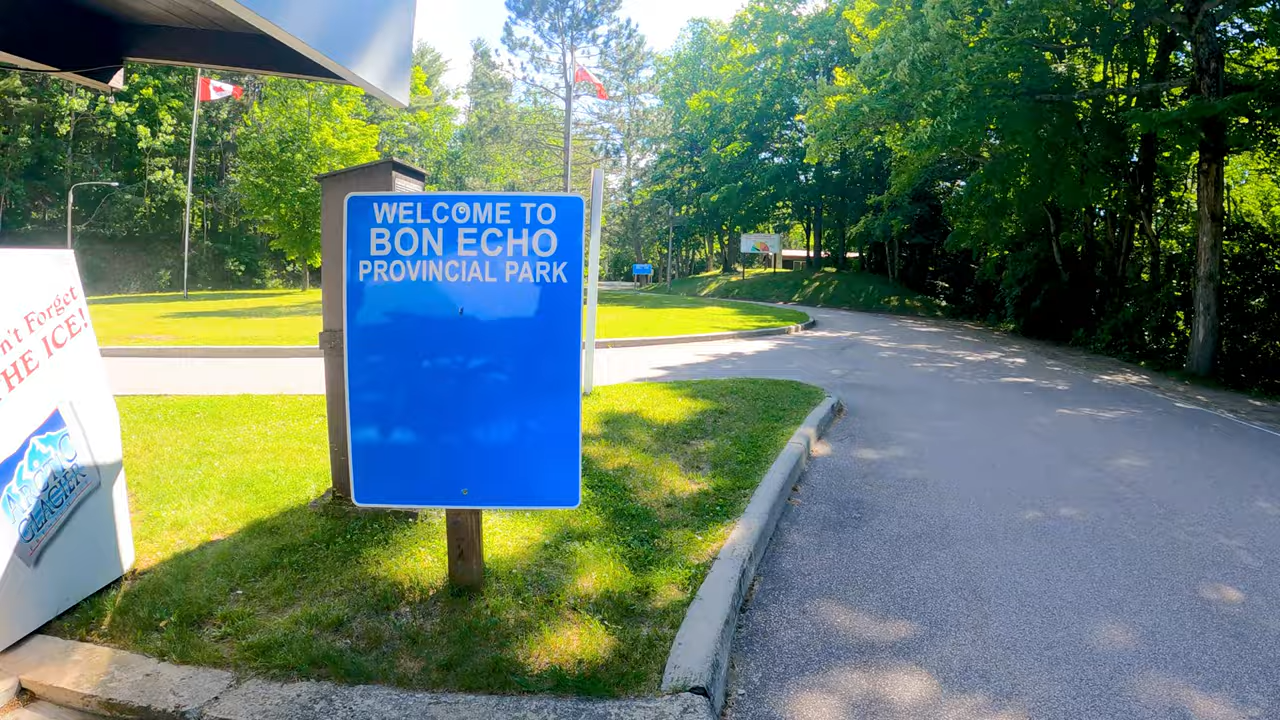 WELCOME TO
BON ECHO
PROVINCIAL PARK
n't Forget
HE ICE!
ARCTIC
GLACIER